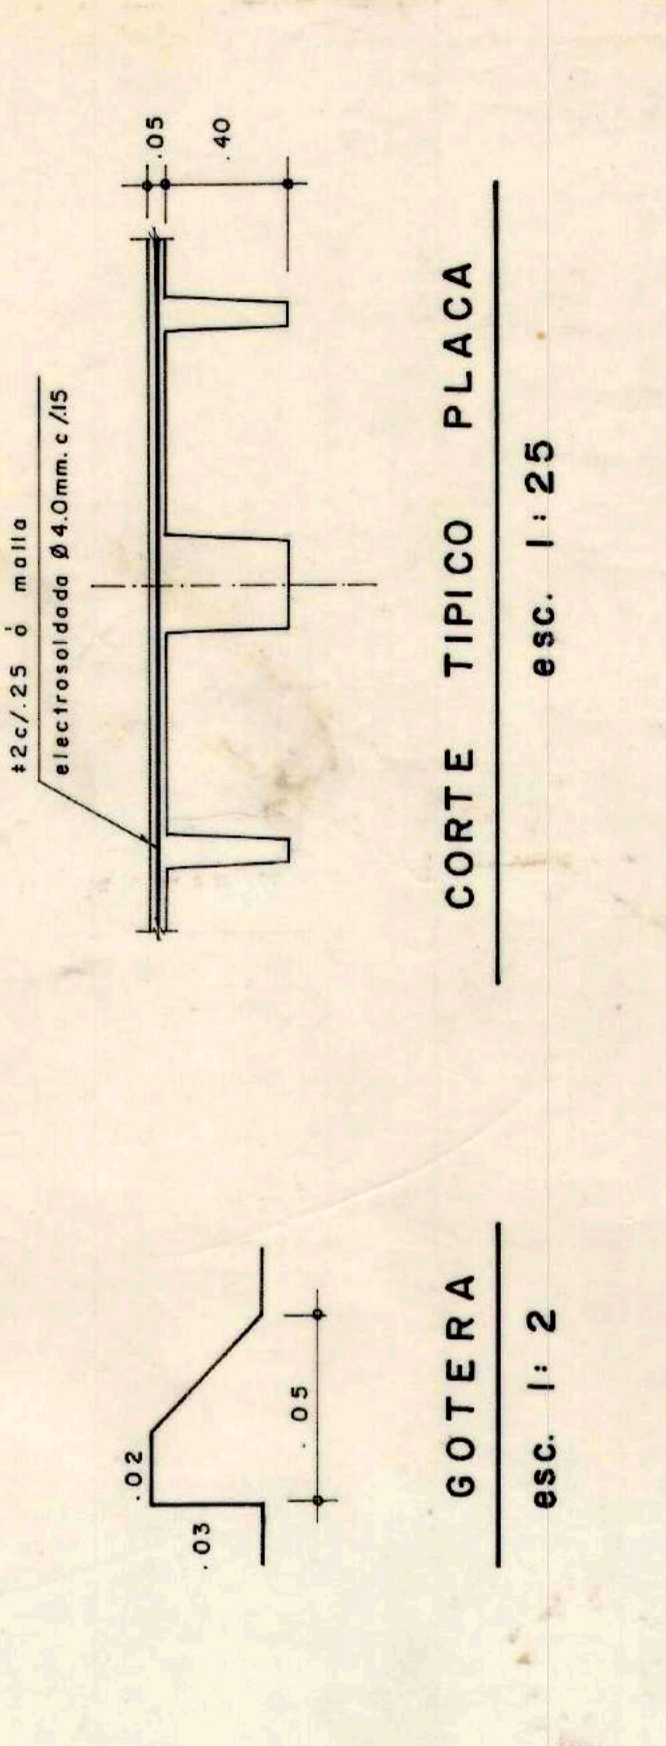 ‡2c/.25 ó malla
electrosoldada Ø4.0mm. c/.15
.05
.40
CORTE TIPICO PLACA
esc. 1:25
.02
.03
.05
GOTERA
esc. 1:2